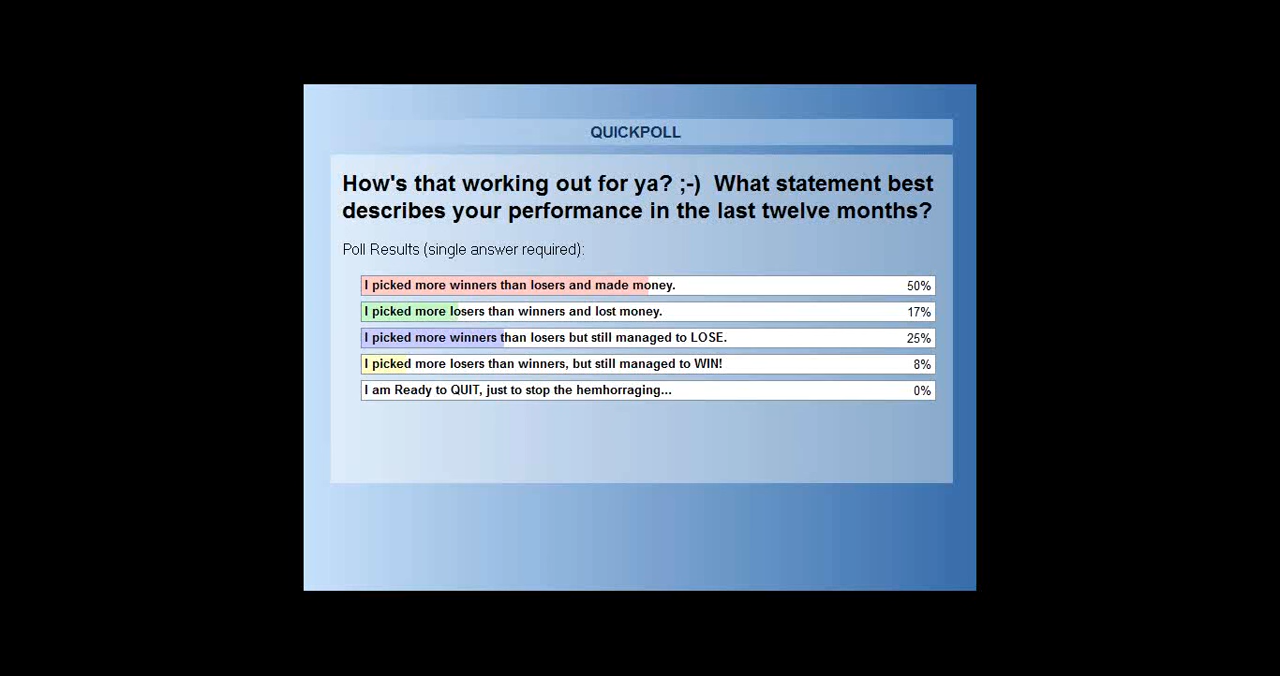 QUICKPOLL
How's that working out for ya? ;-)  What statement best
describes your performance in the last twelve months?
Poll Results (single answer required):
I picked more winners than losers and made money. 50%
I picked more losers than winners and lost money. 17%
I picked more winners than losers but still managed to LOSE. 25%
I picked more losers than winners, but still managed to WIN! 8%
I am Ready to QUIT, just to stop the hemhorraging... 0%